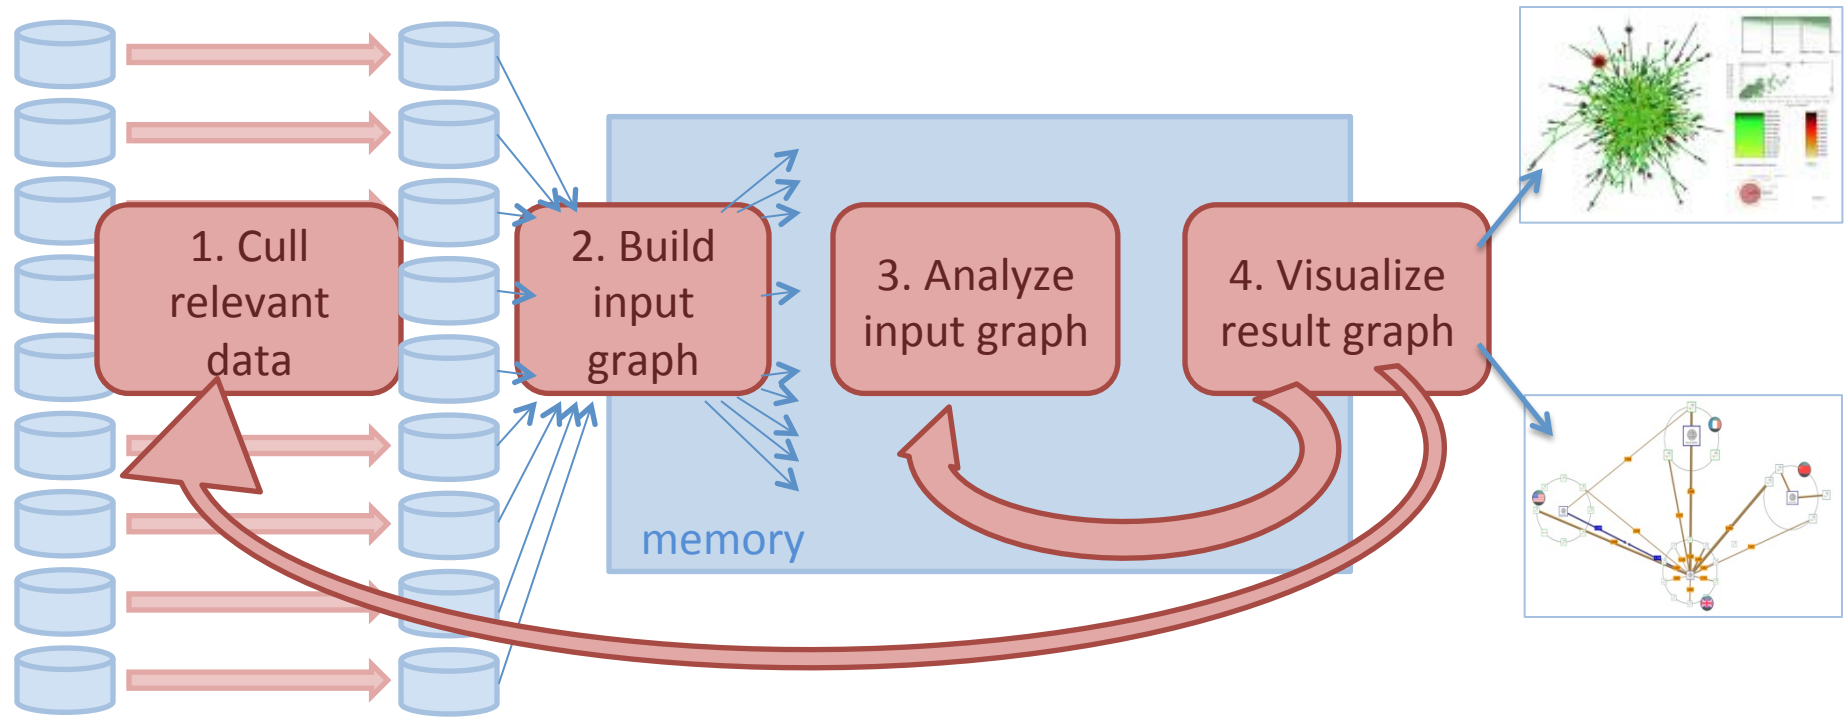 1. Cull
relevant
data
2. Build
input
graph
3. Analyze
input graph
4. Visualize
result graph
memory